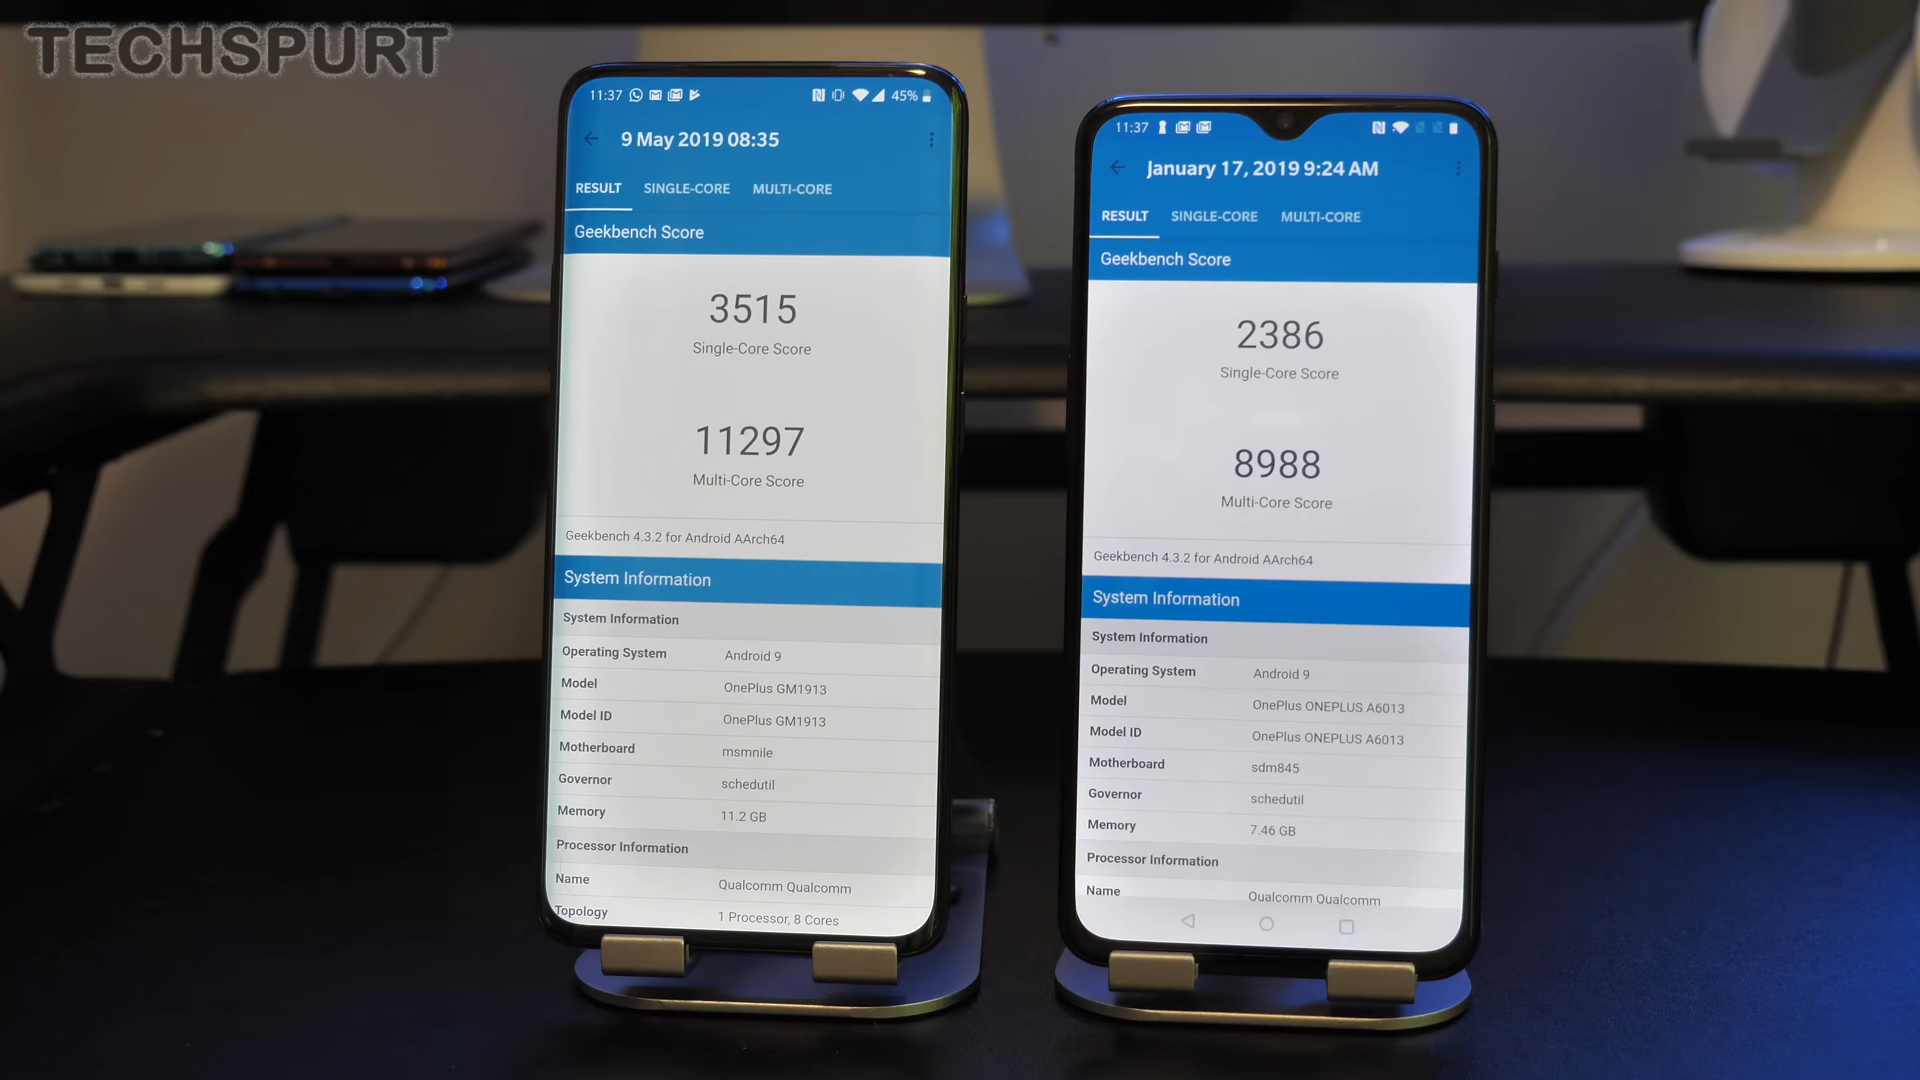 TECHSPURT
11:37 45%
9 May 2019 08:35
RESULT SINGLE-CORE MULTI-CORE
Geekbench Score
3515
Single-Core Score
11297
Multi-Core Score
Geekbench 4.3.2 for Android AArch64
System Information
System Information
Operating System Android 9
Model OnePlus GM1913
Model ID OnePlus GM1913
Motherboard msmnile
Governor schedutil
Memory 11.2 GB
Processor Information
Name Qualcomm Qualcomm
Topology 1 Processor, 8 Cores
11:37
January 17, 2019 9:24 AM
RESULT SINGLE-CORE MULTI-CORE
Geekbench Score
2386
Single-Core Score
8988
Multi-Core Score
Geekbench 4.3.2 for Android AArch64
System Information
System Information
Operating System Android 9
Model OnePlus ONEPLUS A6013
Model ID OnePlus ONEPLUS A6013
Motherboard sdm845
Governor schedutil
Memory 7.46 GB
Processor Information
Name Qualcomm Qualcomm